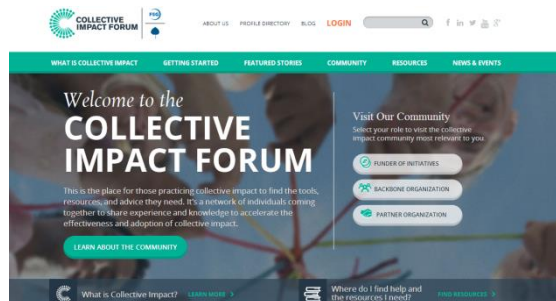 COLLECTIVE
IMPACT FORUM
FSG
ABOUT US PROFILE DIRECTORY BLOG LOGIN
WHAT IS COLLECTIVE IMPACT GETTING STARTED FEATURED STORIES COMMUNITY RESOURCES NEWS & EVENTS
Welcome to the
COLLECTIVE
IMPACT FORUM
This is the place for those practicing collective impact to find the tools,
resources, and advice they need. It's a network of individuals coming
together to share experience and knowledge to accelerate the
effectiveness and adoption of collective impact.
LEARN ABOUT THE COMMUNITY
Visit Our Community
Select your role to visit the collective
impact community most relevant to you.
FUNDER OF INITIATIVES
BACKBONE ORGANIZATION
PARTNER ORGANIZATION
What is Collective Impact? LEARN MORE >
Where do I find help and
the resources I need? FIND RESOURCES >